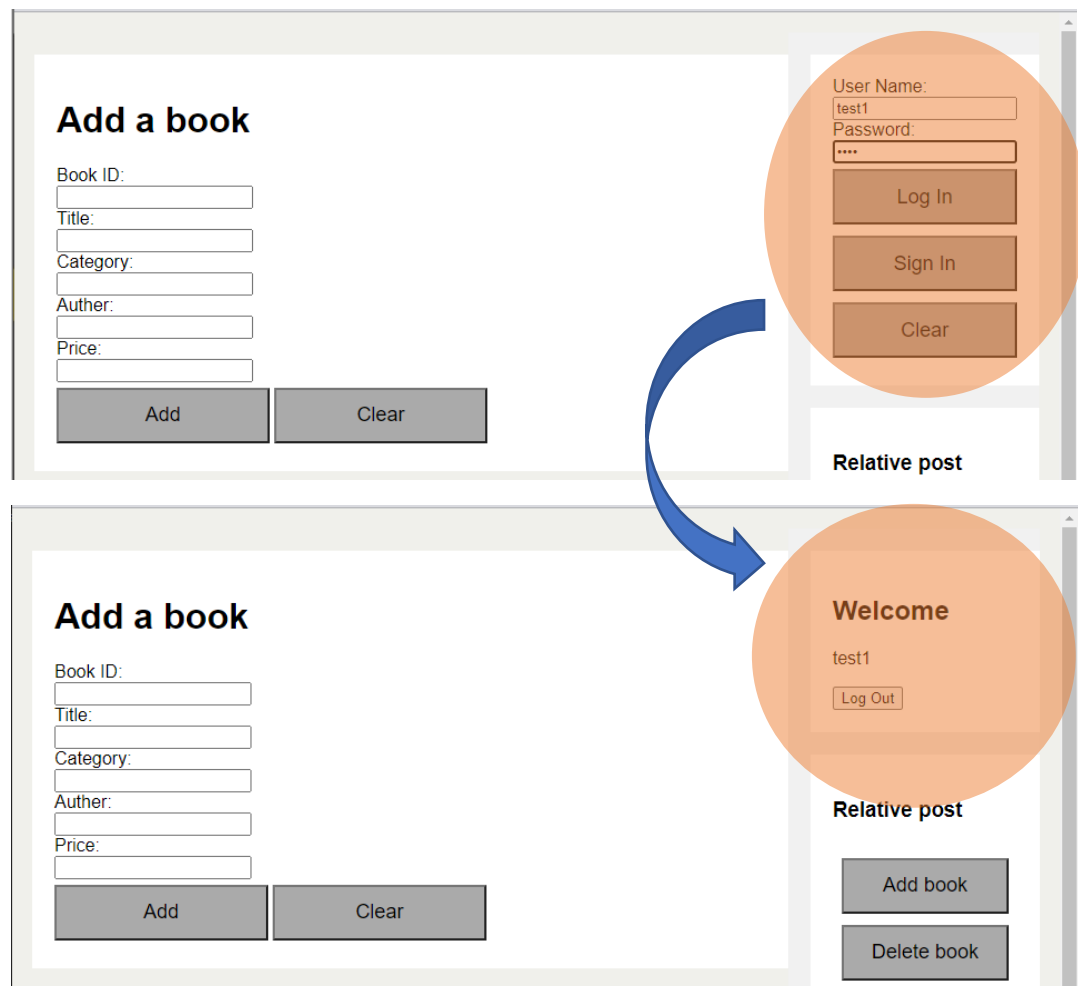 Add a book
Book ID:
Title:
Category:
Auther:
Price:
Add Clear
User Name:
test1
Password:
••••
Log In
Sign In
Clear
Relative post
Add a book
Book ID:
Title:
Category:
Auther:
Price:
Add Clear
Welcome
test1
Log Out
Relative post
Add book
Delete book